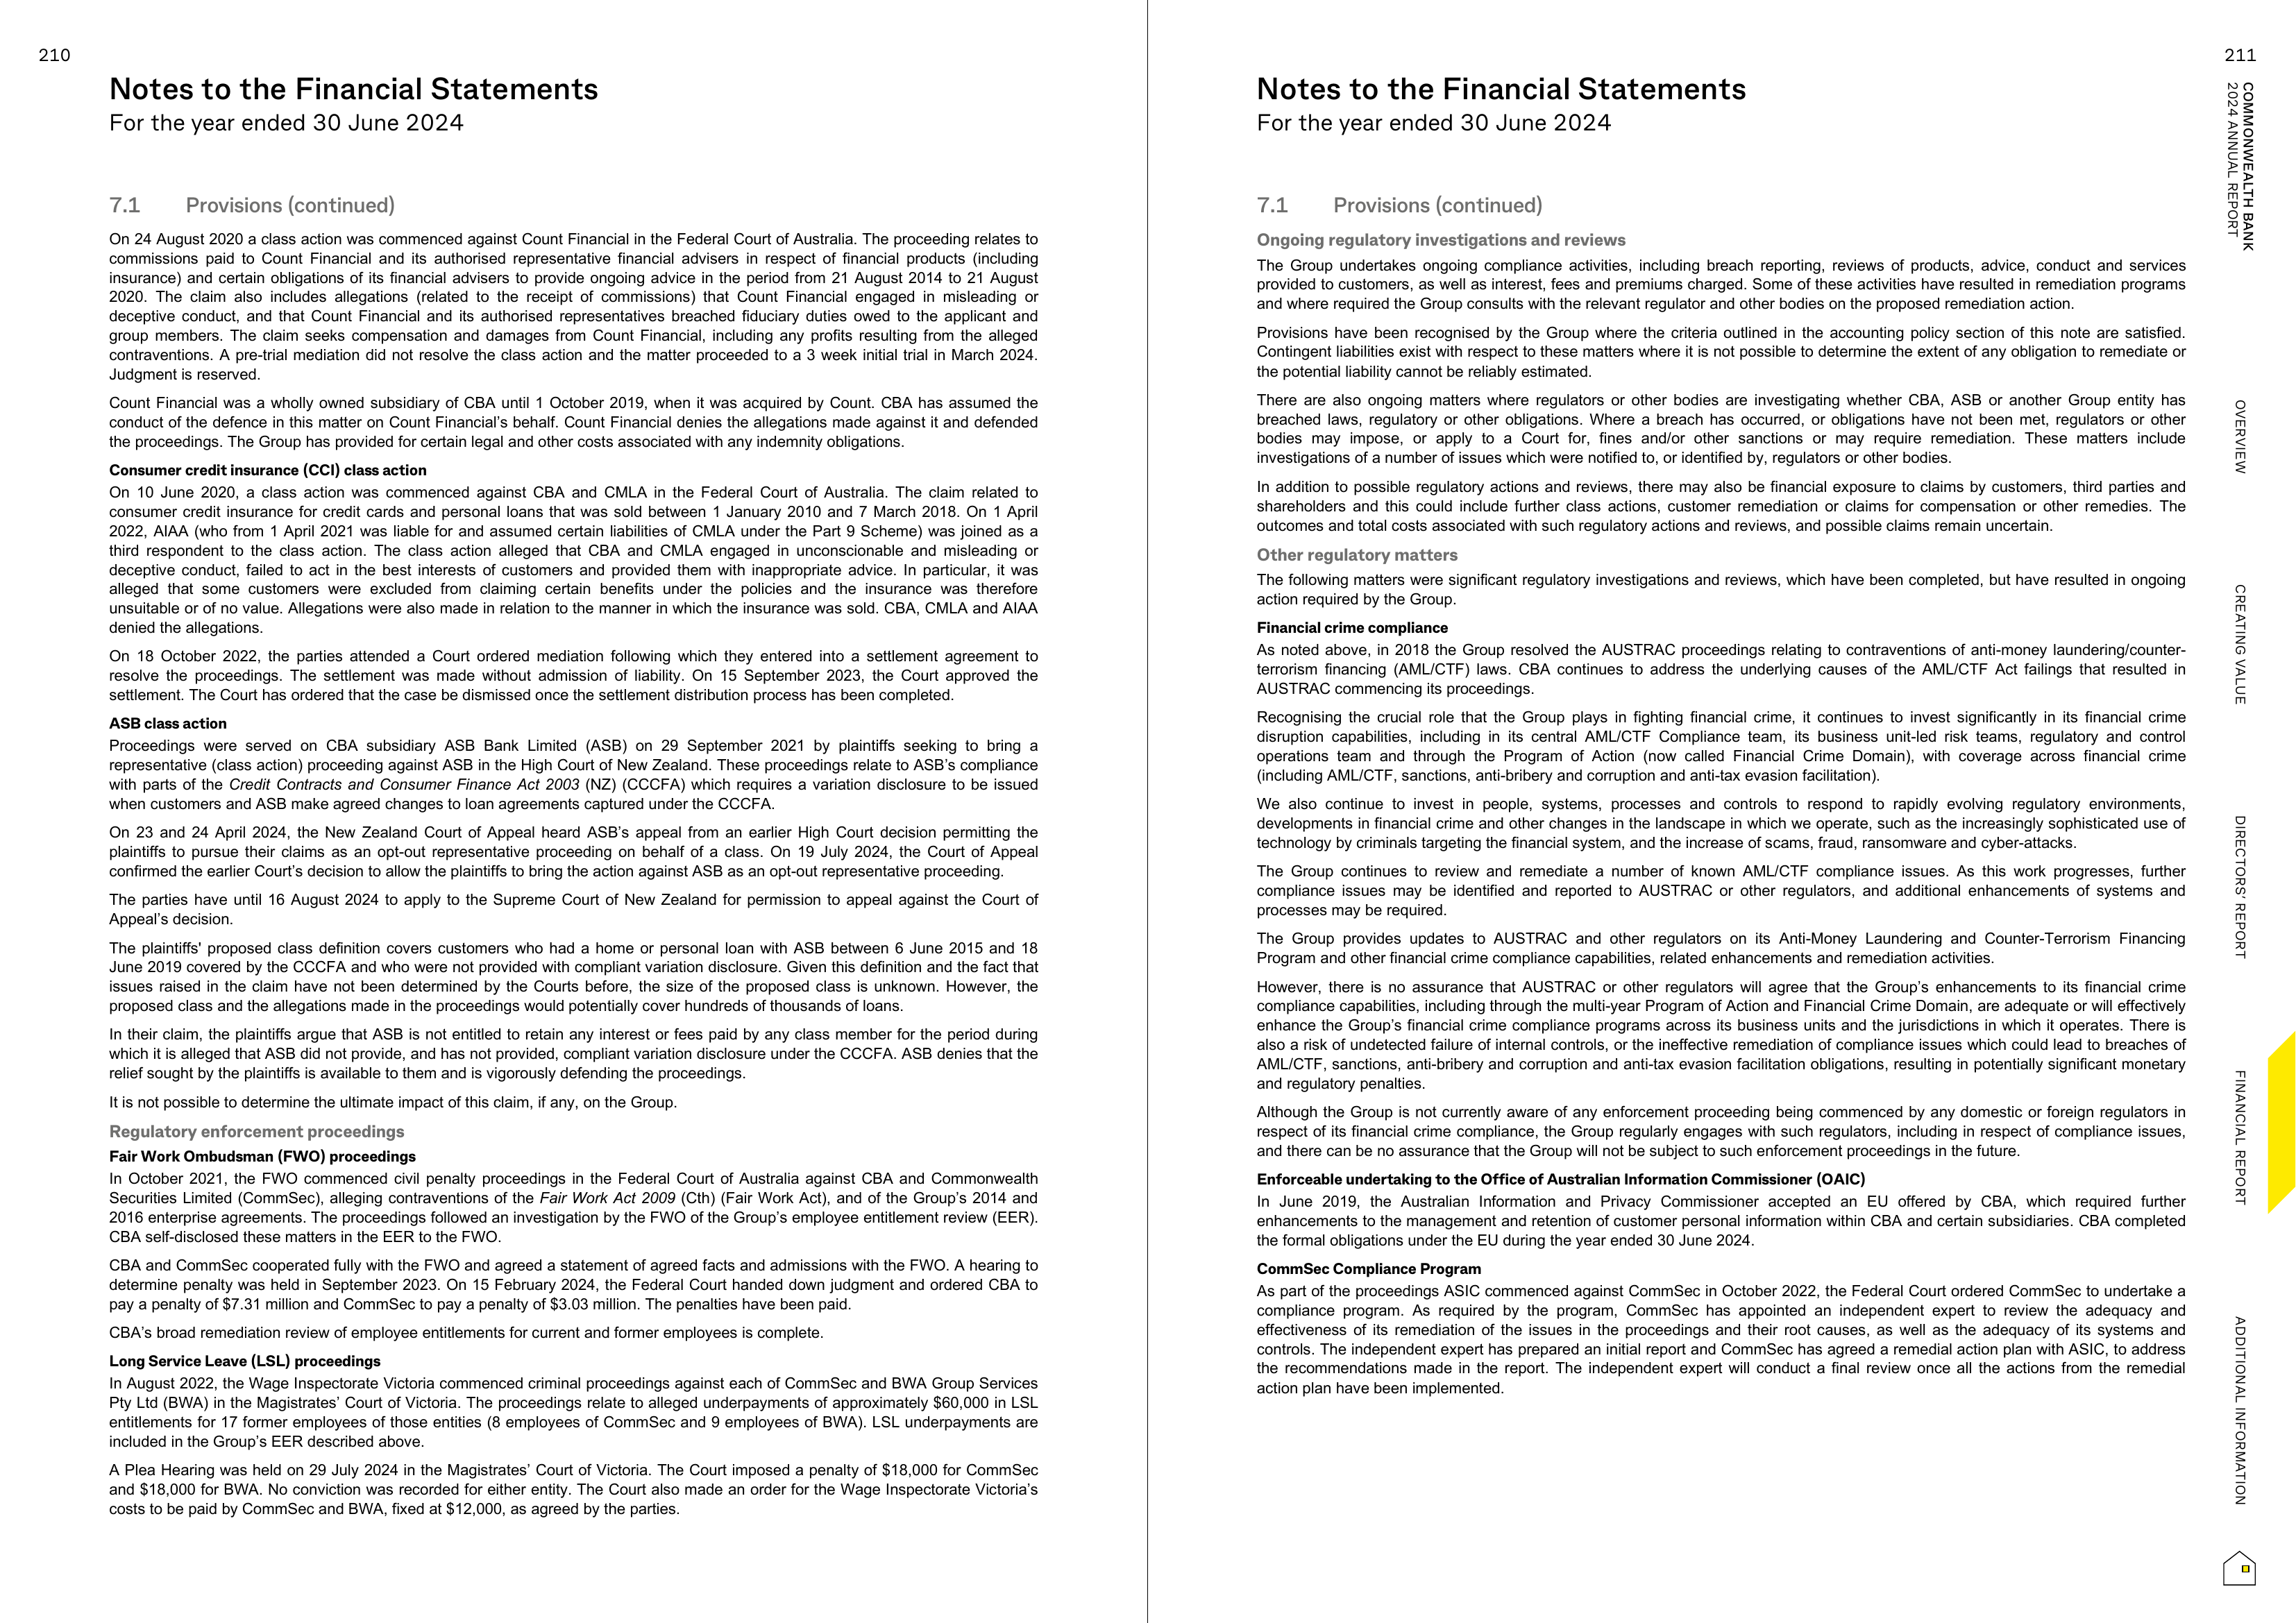 210
Notes to the Financial Statements
For the year ended 30 June 2024
7.1 Provisions (continued)
On 24 August 2020 a class action was commenced against Count Financial in the Federal Court of Australia. The proceeding relates to
commissions paid to Count Financial and its authorised representative financial advisers in respect of financial products (including
insurance) and certain obligations of its financial advisers to provide ongoing advice in the period from 21 August 2014 to 21 August
2020. The claim also includes allegations (related to the receipt of commissions) that Count Financial engaged in misleading or
deceptive conduct, and that Count Financial and its authorised representatives breached fiduciary duties owed to the applicant and
group members. The claim seeks compensation and damages from Count Financial, including any profits resulting from the alleged
contraventions. A pre-trial mediation did not resolve the class action and the matter proceeded to a 3 week initial trial in March 2024.
Judgment is reserved.
Count Financial was a wholly owned subsidiary of CBA until 1 October 2019, when it was acquired by Count. CBA has assumed the
conduct of the defence in this matter on Count Financial's behalf. Count Financial denies the allegations made against it and defended
the proceedings. The Group has provided for certain legal and other costs associated with any indemnity obligations.
Consumer credit insurance (CCI) class action
On 10 June 2020, a class action was commenced against CBA and CMLA in the Federal Court of Australia. The claim related to
consumer credit insurance for credit cards and personal loans that was sold between 1 January 2010 and 7 March 2018. On 1 April
2022, AIAA (who from 1 April 2021 was liable for and assumed certain liabilities of CMLA under the Part 9 Scheme) was joined as a
third respondent to the class action. The class action alleged that CBA and CMLA engaged in unconscionable and misleading or
deceptive conduct, failed to act in the best interests of customers and provided them with inappropriate advice. In particular, it was
alleged that some customers were excluded from claiming certain benefits under the policies and the insurance was therefore
unsuitable or of no value. Allegations were also made in relation to the manner in which the insurance was sold. CBA, CMLA and AIAA
denied the allegations.
On 18 October 2022, the parties attended a Court ordered mediation following which they entered into a settlement agreement to
resolve the proceedings. The settlement was made without admission of liability. On 15 September 2023, the Court approved the
settlement. The Court has ordered that the case be dismissed once the settlement distribution process has been completed.
ASB class action
Proceedings were served on CBA subsidiary ASB Bank Limited (ASB) on 29 September 2021 by plaintiffs seeking to bring a
representative (class action) proceeding against ASB in the High Court of New Zealand. These proceedings relate to ASB's compliance
with parts of the Credit Contracts and Consumer Finance Act 2003 (NZ) (CCCFA) which requires a variation disclosure to be issued
when customers and ASB make agreed changes to loan agreements captured under the CCCFA.
On 23 and 24 April 2024, the New Zealand Court of Appeal heard ASB's appeal from an earlier High Court decision permitting the
plaintiffs to pursue their claims as an opt-out representative proceeding on behalf of a class. On 19 July 2024, the Court of Appeal
confirmed the earlier Court's decision to allow the plaintiffs to bring the action against ASB as an opt-out representative proceeding.
The parties have until 16 August 2024 to apply to the Supreme Court of New Zealand for permission to appeal against the Court of
Appeal's decision.
The plaintiffs' proposed class definition covers customers who had a home or personal loan with ASB between 6 June 2015 and 18
June 2019 covered by the CCCFA and who were not provided with compliant variation disclosure. Given this definition and the fact that
issues raised in the claim have not been determined by the Courts before, the size of the proposed class is unknown. However, the
proposed class and the allegations made in the proceedings would potentially cover hundreds of thousands of loans.
In their claim, the plaintiffs argue that ASB is not entitled to retain any interest or fees paid by any class member for the period during
which it is alleged that ASB did not provide, and has not provided, compliant variation disclosure under the CCCFA. ASB denies that the
relief sought by the plaintiffs is available to them and is vigorously defending the proceedings.
It is not possible to determine the ultimate impact of this claim, if any, on the Group.
Regulatory enforcement proceedings
Fair Work Ombudsman (FWO) proceedings
In October 2021, the FWO commenced civil penalty proceedings in the Federal Court of Australia against CBA and Commonwealth
Securities Limited (CommSec), alleging contraventions of the Fair Work Act 2009 (Cth) (Fair Work Act), and of the Group's 2014 and
2016 enterprise agreements. The proceedings followed an investigation by the FWO of the Group's employee entitlement review (EER).
CBA self-disclosed these matters in the EER to the FWO.
CBA and CommSec cooperated fully with the FWO and agreed a statement of agreed facts and admissions with the FWO. A hearing to
determine penalty was held in September 2023. On 15 February 2024, the Federal Court handed down judgment and ordered CBA to
pay a penalty of $7.31 million and CommSec to pay a penalty of $3.03 million. The penalties have been paid.
CBA's broad remediation review of employee entitlements for current and former employees is complete.
Long Service Leave (LSL) proceedings
In August 2022, the Wage Inspectorate Victoria commenced criminal proceedings against each of CommSec and BWA Group Services
Pty Ltd (BWA) in the Magistrates' Court of Victoria. The proceedings relate to alleged underpayments of approximately $60,000 in LSL
entitlements for 17 former employees of those entities (8 employees of CommSec and 9 employees of BWA). LSL underpayments are
included in the Group's EER described above.
A Plea Hearing was held on 29 July 2024 in the Magistrates' Court of Victoria. The Court imposed a penalty of $18,000 for CommSec
and $18,000 for BWA. No conviction was recorded for either entity. The Court also made an order for the Wage Inspectorate Victoria's
costs to be paid by CommSec and BWA, fixed at $12,000, as agreed by the parties.
211
Notes to the Financial Statements
For the year ended 30 June 2024
7.1 Provisions (continued)
Ongoing regulatory investigations and reviews
The Group undertakes ongoing compliance activities, including breach reporting, reviews of products, advice, conduct and services
provided to customers, as well as interest, fees and premiums charged. Some of these activities have resulted in remediation programs
and where required the Group consults with the relevant regulator and other bodies on the proposed remediation action.
Provisions have been recognised by the Group where the criteria outlined in the accounting policy section of this note are satisfied.
Contingent liabilities exist with respect to these matters where it is not possible to determine the extent of any obligation to remediate or
the potential liability cannot be reliably estimated.
There are also ongoing matters where regulators or other bodies are investigating whether CBA, ASB or another Group entity has
breached laws, regulatory or other obligations. Where a breach has occurred, or obligations have not been met, regulators or other
bodies may impose, or apply to a Court for, fines and/or other sanctions or may require remediation. These matters include
investigations of a number of issues which were notified to, or identified by, regulators or other bodies.
In addition to possible regulatory actions and reviews, there may also be financial exposure to claims by customers, third parties and
shareholders and this could include further class actions, customer remediation or claims for compensation or other remedies. The
outcomes and total costs associated with such regulatory actions and reviews, and possible claims remain uncertain.
Other regulatory matters
The following matters were significant regulatory investigations and reviews, which have been completed, but have resulted in ongoing
action required by the Group.
Financial crime compliance
As noted above, in 2018 the Group resolved the AUSTRAC proceedings relating to contraventions of anti-money laundering/counter-
terrorism financing (AML/CTF) laws. CBA continues to address the underlying causes of the AML/CTF Act failings that resulted in
AUSTRAC commencing its proceedings.
Recognising the crucial role that the Group plays in fighting financial crime, it continues to invest significantly in its financial crime
disruption capabilities, including in its central AML/CTF Compliance team, its business unit-led risk teams, regulatory and control
operations team and through the Program of Action (now called Financial Crime Domain), with coverage across financial crime
(including AML/CTF, sanctions, anti-bribery and corruption and anti-tax evasion facilitation).
We also continue to invest in people, systems, processes and controls to respond to rapidly evolving regulatory environments,
developments in financial crime and other changes in the landscape in which we operate, such as the increasingly sophisticated use of
technology by criminals targeting the financial system, and the increase of scams, fraud, ransomware and cyber-attacks.
The Group continues to review and remediate a number of known AML/CTF compliance issues. As this work progresses, further
compliance issues may be identified and reported to AUSTRAC or other regulators, and additional enhancements of systems and
processes may be required.
The Group provides updates to AUSTRAC and other regulators on its Anti-Money Laundering and Counter-Terrorism Financing
Program and other financial crime compliance capabilities, related enhancements and remediation activities.
However, there is no assurance that AUSTRAC or other regulators will agree that the Group's enhancements to its financial crime
compliance capabilities, including through the multi-year Program of Action and Financial Crime Domain, are adequate or will effectively
enhance the Group's financial crime compliance programs across its business units and the jurisdictions in which it operates. There is
also a risk of undetected failure of internal controls, or the ineffective remediation of compliance issues which could lead to breaches of
AML/CTF, sanctions, anti-bribery and corruption and anti-tax evasion facilitation obligations, resulting in potentially significant monetary
and regulatory penalties.
Although the Group is not currently aware of any enforcement proceeding being commenced by any domestic or foreign regulators in
respect of its financial crime compliance, the Group regularly engages with such regulators, including in respect of compliance issues,
and there can be no assurance that the Group will not be subject to such enforcement proceedings in the future.
Enforceable undertaking to the Office of Australian Information Commissioner (OAIC)
In June 2019, the Australian Information and Privacy Commissioner accepted an EU offered by CBA, which required further
enhancements to the management and retention of customer personal information within CBA and certain subsidiaries. CBA completed
the formal obligations under the EU during the year ended 30 June 2024.
CommSec Compliance Program
As part of the proceedings ASIC commenced against CommSec in October 2022, the Federal Court ordered CommSec to undertake a
compliance program. As required by the program, CommSec has appointed an independent expert to review the adequacy and
effectiveness of its remediation of the issues in the proceedings and their root causes, as well as the adequacy of its systems and
controls. The independent expert has prepared an initial report and CommSec has agreed a remedial action plan with ASIC, to address
the recommendations made in the report. The independent expert will conduct a final review once all the actions from the remedial
action plan have been implemented.
COMMONWEALTH BANK
2024 ANNUAL REPORT
OVERVIEW
CREATING VALUE
DIRECTORS' REPORT
FINANCIAL REPORT
ADDITIONAL INFORMATION